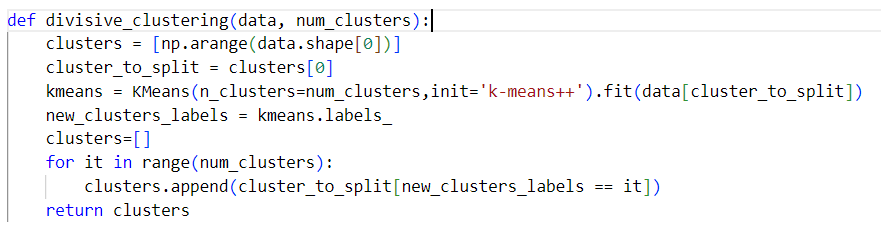 def divisive_clustering(data, num_clusters):
    clusters = [np.arange(data.shape[0])]
    cluster_to_split = clusters[0]
    kmeans = KMeans(n_clusters=num_clusters,init='k-means++').fit(data[cluster_to_split])
    new_clusters_labels = kmeans.labels_
    clusters=[]
    for it in range(num_clusters):
        clusters.append(cluster_to_split[new_clusters_labels == it])
    return clusters